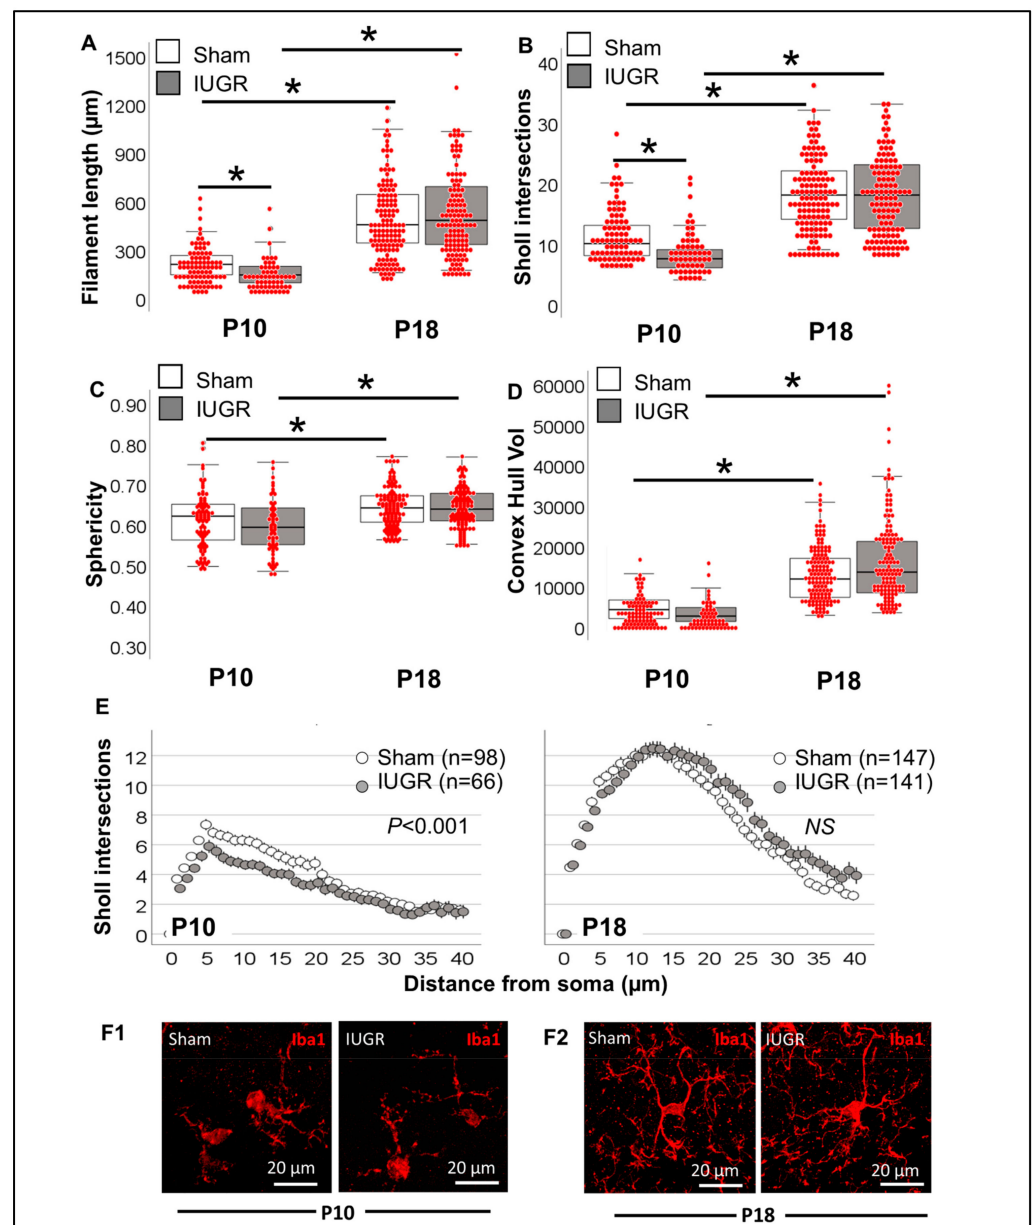 A
Filament length (µm)
1500
1200
900
600
300
0
Sham
IUGR
*
*
*
P10
P18
B
Sholl intersections
40
30
20
10
0
Sham
IUGR
*
*
*
P10
P18
C
Sphericity
0.90
0.80
0.70
0.60
0.50
0.40
0.30
Sham
IUGR
*
*
P10
P18
D
Convex Hull Vol
60000
50000
40000
30000
20000
10000
0
Sham
IUGR
*
*
P10
P18
E
Sholl intersections
12
10
8
6
4
2
0
Sham (n=98)
IUGR (n=66)
P<0.001
P10
0 5 10 15 20 25 30 35 40
Sham (n=147)
IUGR (n=141)
NS
P18
0 5 10 15 20 25 30 35 40
Distance from soma (µm)
F1
Sham Iba1
20 µm
IUGR Iba1
20 µm
P10
F2
Sham Iba1
20 µm
IUGR Iba1
20 µm
P18